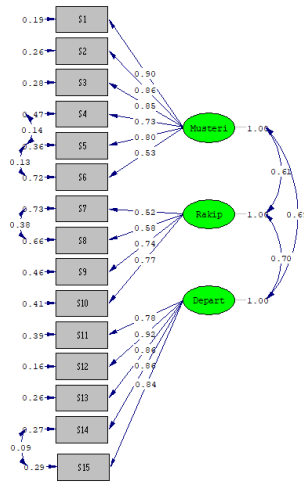 0.19 S1
0.26 S2
0.90
0.86
0.28 S3
0.85
0.47 S4
0.73
0.14
Musteri 1.00
0.36 S5
0.80
0.13
0.53
0.72 S6
0.61
0.73 S7
0.52
0.38
Rakip 1.00
0.58
0.66 S8
0.74
0.46 S9
0.77
0.70
0.41 S10
Depart 1.00
0.78
0.39 S11
0.92
0.86
0.16 S12
0.86
0.84
0.26 S13
0.27 S14
0.09
0.29 S15